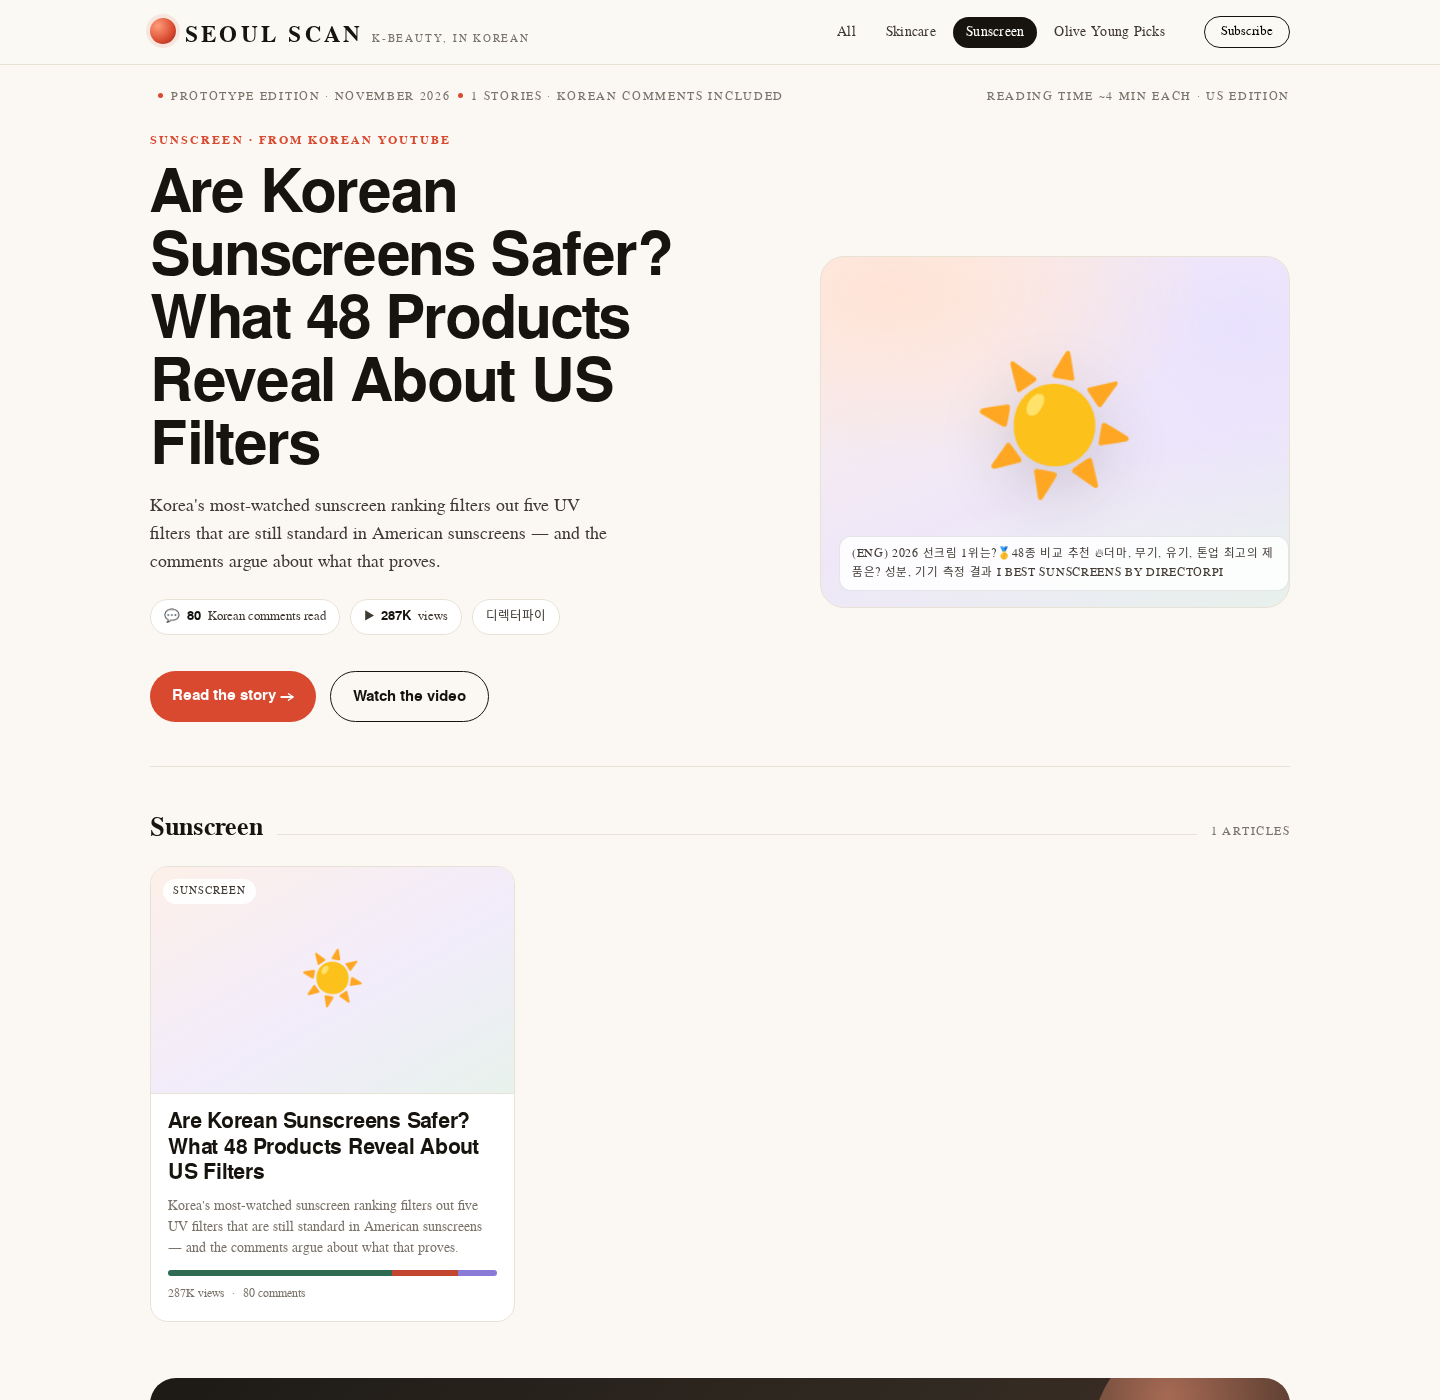 SEOUL SCAN K-BEAUTY, IN KOREAN
All Skincare Sunscreen Olive Young Picks Subscribe
PROTOTYPE EDITION · NOVEMBER 2026 • 1 STORIES · KOREAN COMMENTS INCLUDED
READING TIME ~4 MIN EACH · US EDITION
SUNSCREEN · FROM KOREAN YOUTUBE
Are Korean
Sunscreens Safer?
What 48 Products
Reveal About US
Filters
Korea's most-watched sunscreen ranking filters out five UV
filters that are still standard in American sunscreens — and the
comments argue about what that proves.
💬 80 Korean comments read
▶ 287K views
디렉터파이
Read the story →
Watch the video
(ENG) 2026 선크림 1위는?🥇48종 비교 추천 🔥더마, 무기, 유기, 톤업 최고의 제
품은? 성분, 기기 측정 결과 I BEST SUNSCREENS BY DIRECTORPI
Sunscreen
1 ARTICLES
SUNSCREEN
Are Korean Sunscreens Safer?
What 48 Products Reveal About
US Filters
Korea's most-watched sunscreen ranking filters out five
UV filters that are still standard in American sunscreens
— and the comments argue about what that proves.
287K views · 80 comments